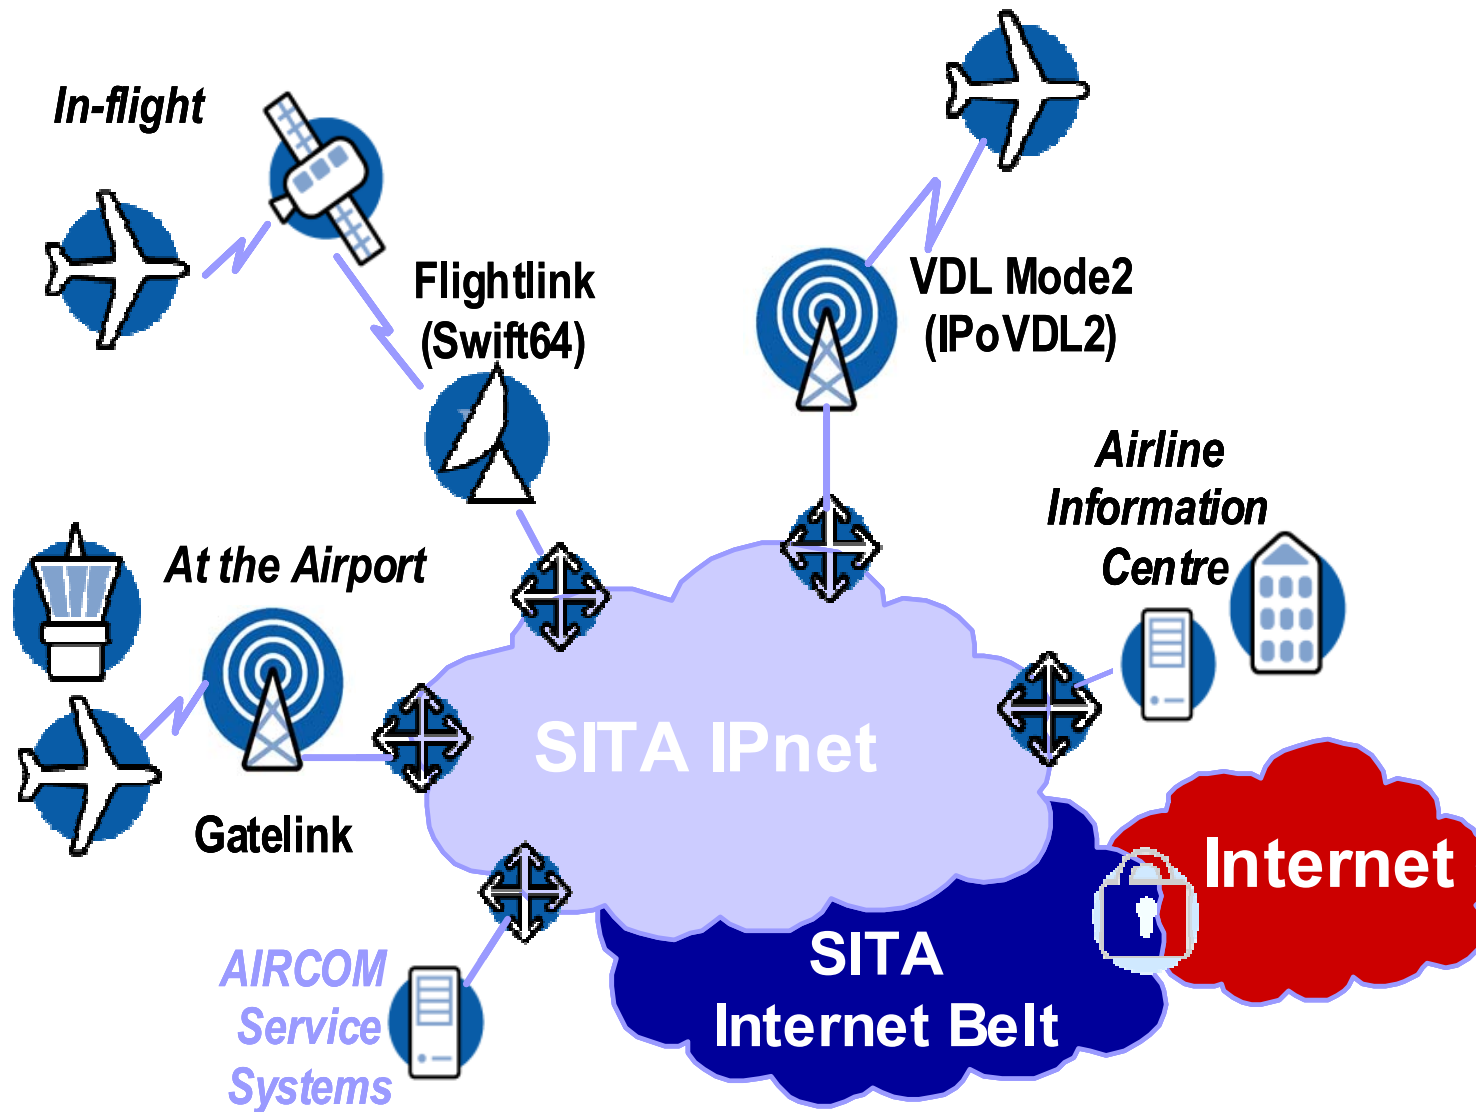 In-flight
Flightlink
(Swift64)
VDL Mode2
(IPoVDL2)
Airline
Information
Centre
At the Airport
Gatelink
SITA IPnet
Internet
SITA
Internet Belt
AIRCOM
Service
Systems